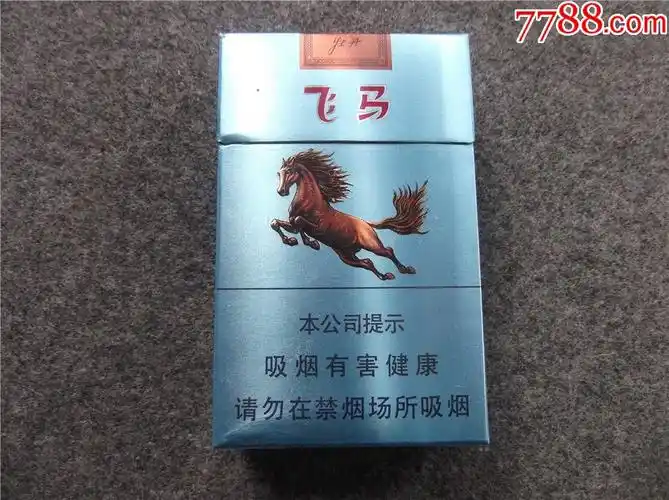 7788.com
飞马
本公司提示
吸烟有害健康
请勿在禁烟场所吸烟